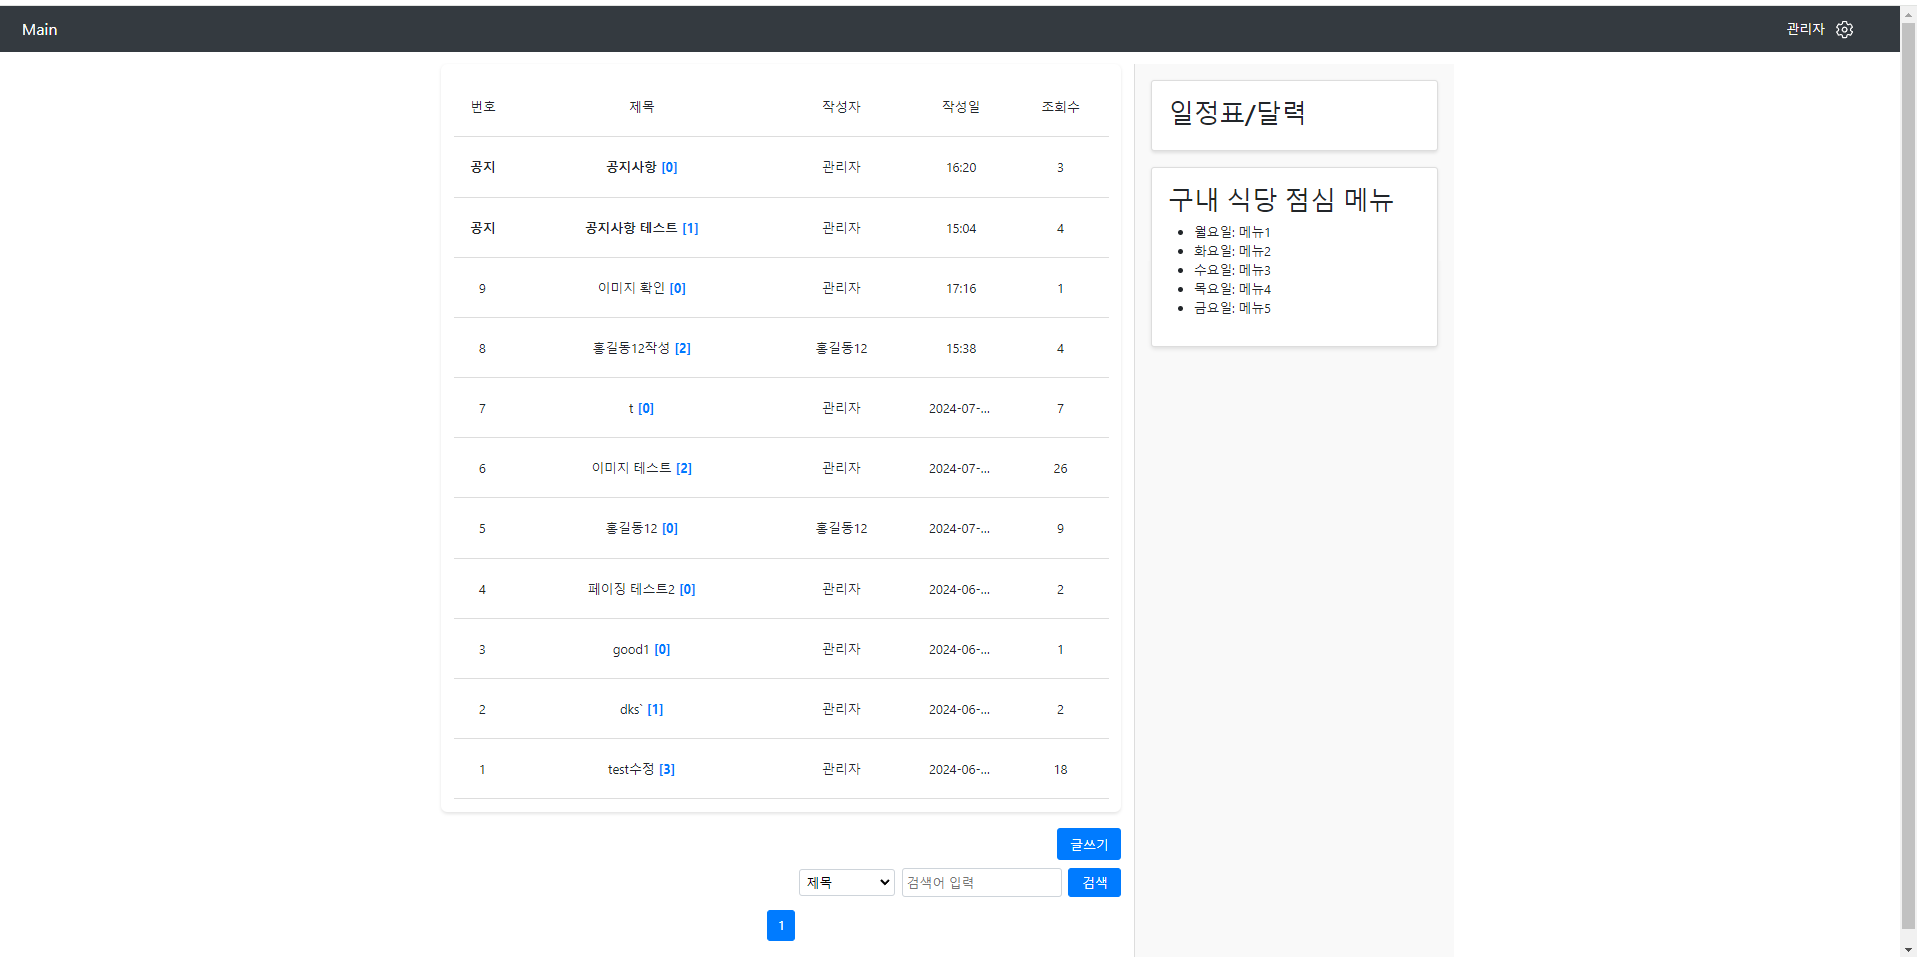 Main
관리자
번호 제목 작성자 작성일 조회수
공지 공지사항 [0] 관리자 16:20 3
공지 공지사항 테스트 [1] 관리자 15:04 4
9 이미지 확인 [0] 관리자 17:16 1
8 홍길동12작성 [2] 홍길동12 15:38 4
7 t [0] 관리자 2024-07-... 7
6 이미지 테스트 [2] 관리자 2024-07-... 26
5 홍길동12 [0] 홍길동12 2024-07-... 9
4 페이징 테스트2 [0] 관리자 2024-06-... 2
3 good1 [0] 관리자 2024-06-... 1
2 dks` [1] 관리자 2024-06-... 2
1 test수정 [3] 관리자 2024-06-... 18
글쓰기
제목 검색어 입력 검색
1
일정표/달력
구내 식당 점심 메뉴
• 월요일: 메뉴1
• 화요일: 메뉴2
• 수요일: 메뉴3
• 목요일: 메뉴4
• 금요일: 메뉴5